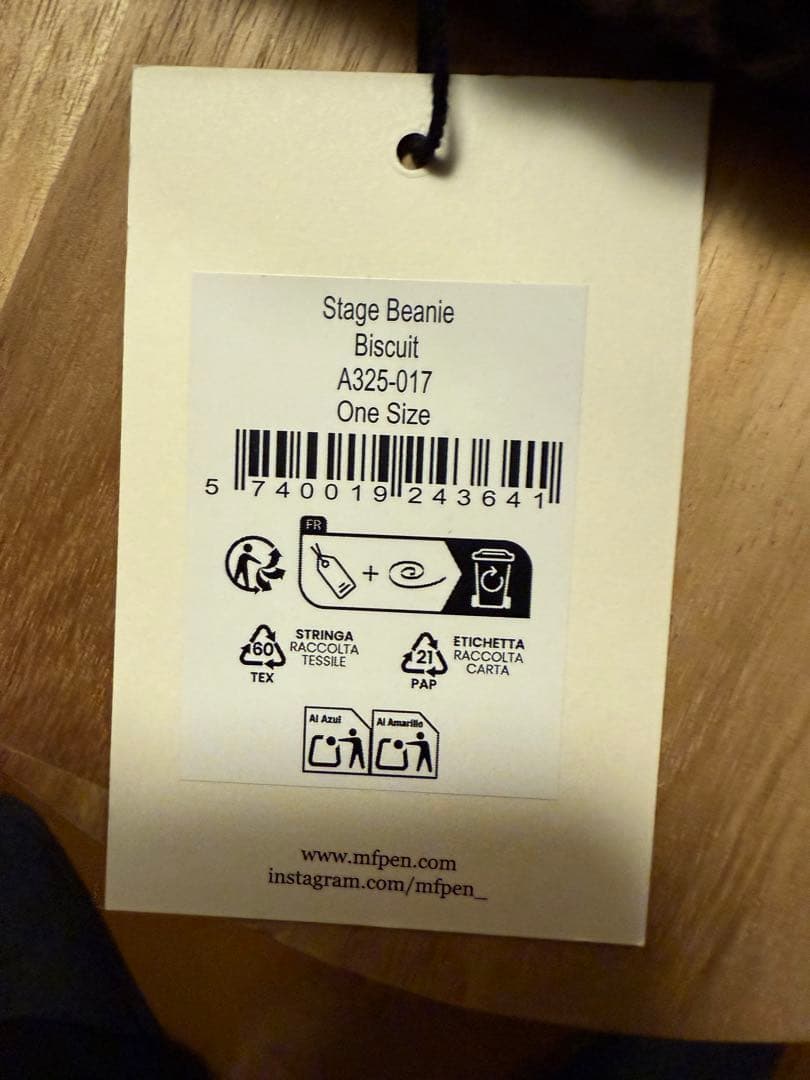 Stage Beanie
Biscuit
A325-017
One Size
5 740019 243641
FR
STRINGA
RACCOLTA
TESSILE
60
TEX
ETICHETTA
RACCOLTA
CARTA
21
PAP
Al Azul
Al Amarillo
www.mfpen.com
instagram.com/mfpen_